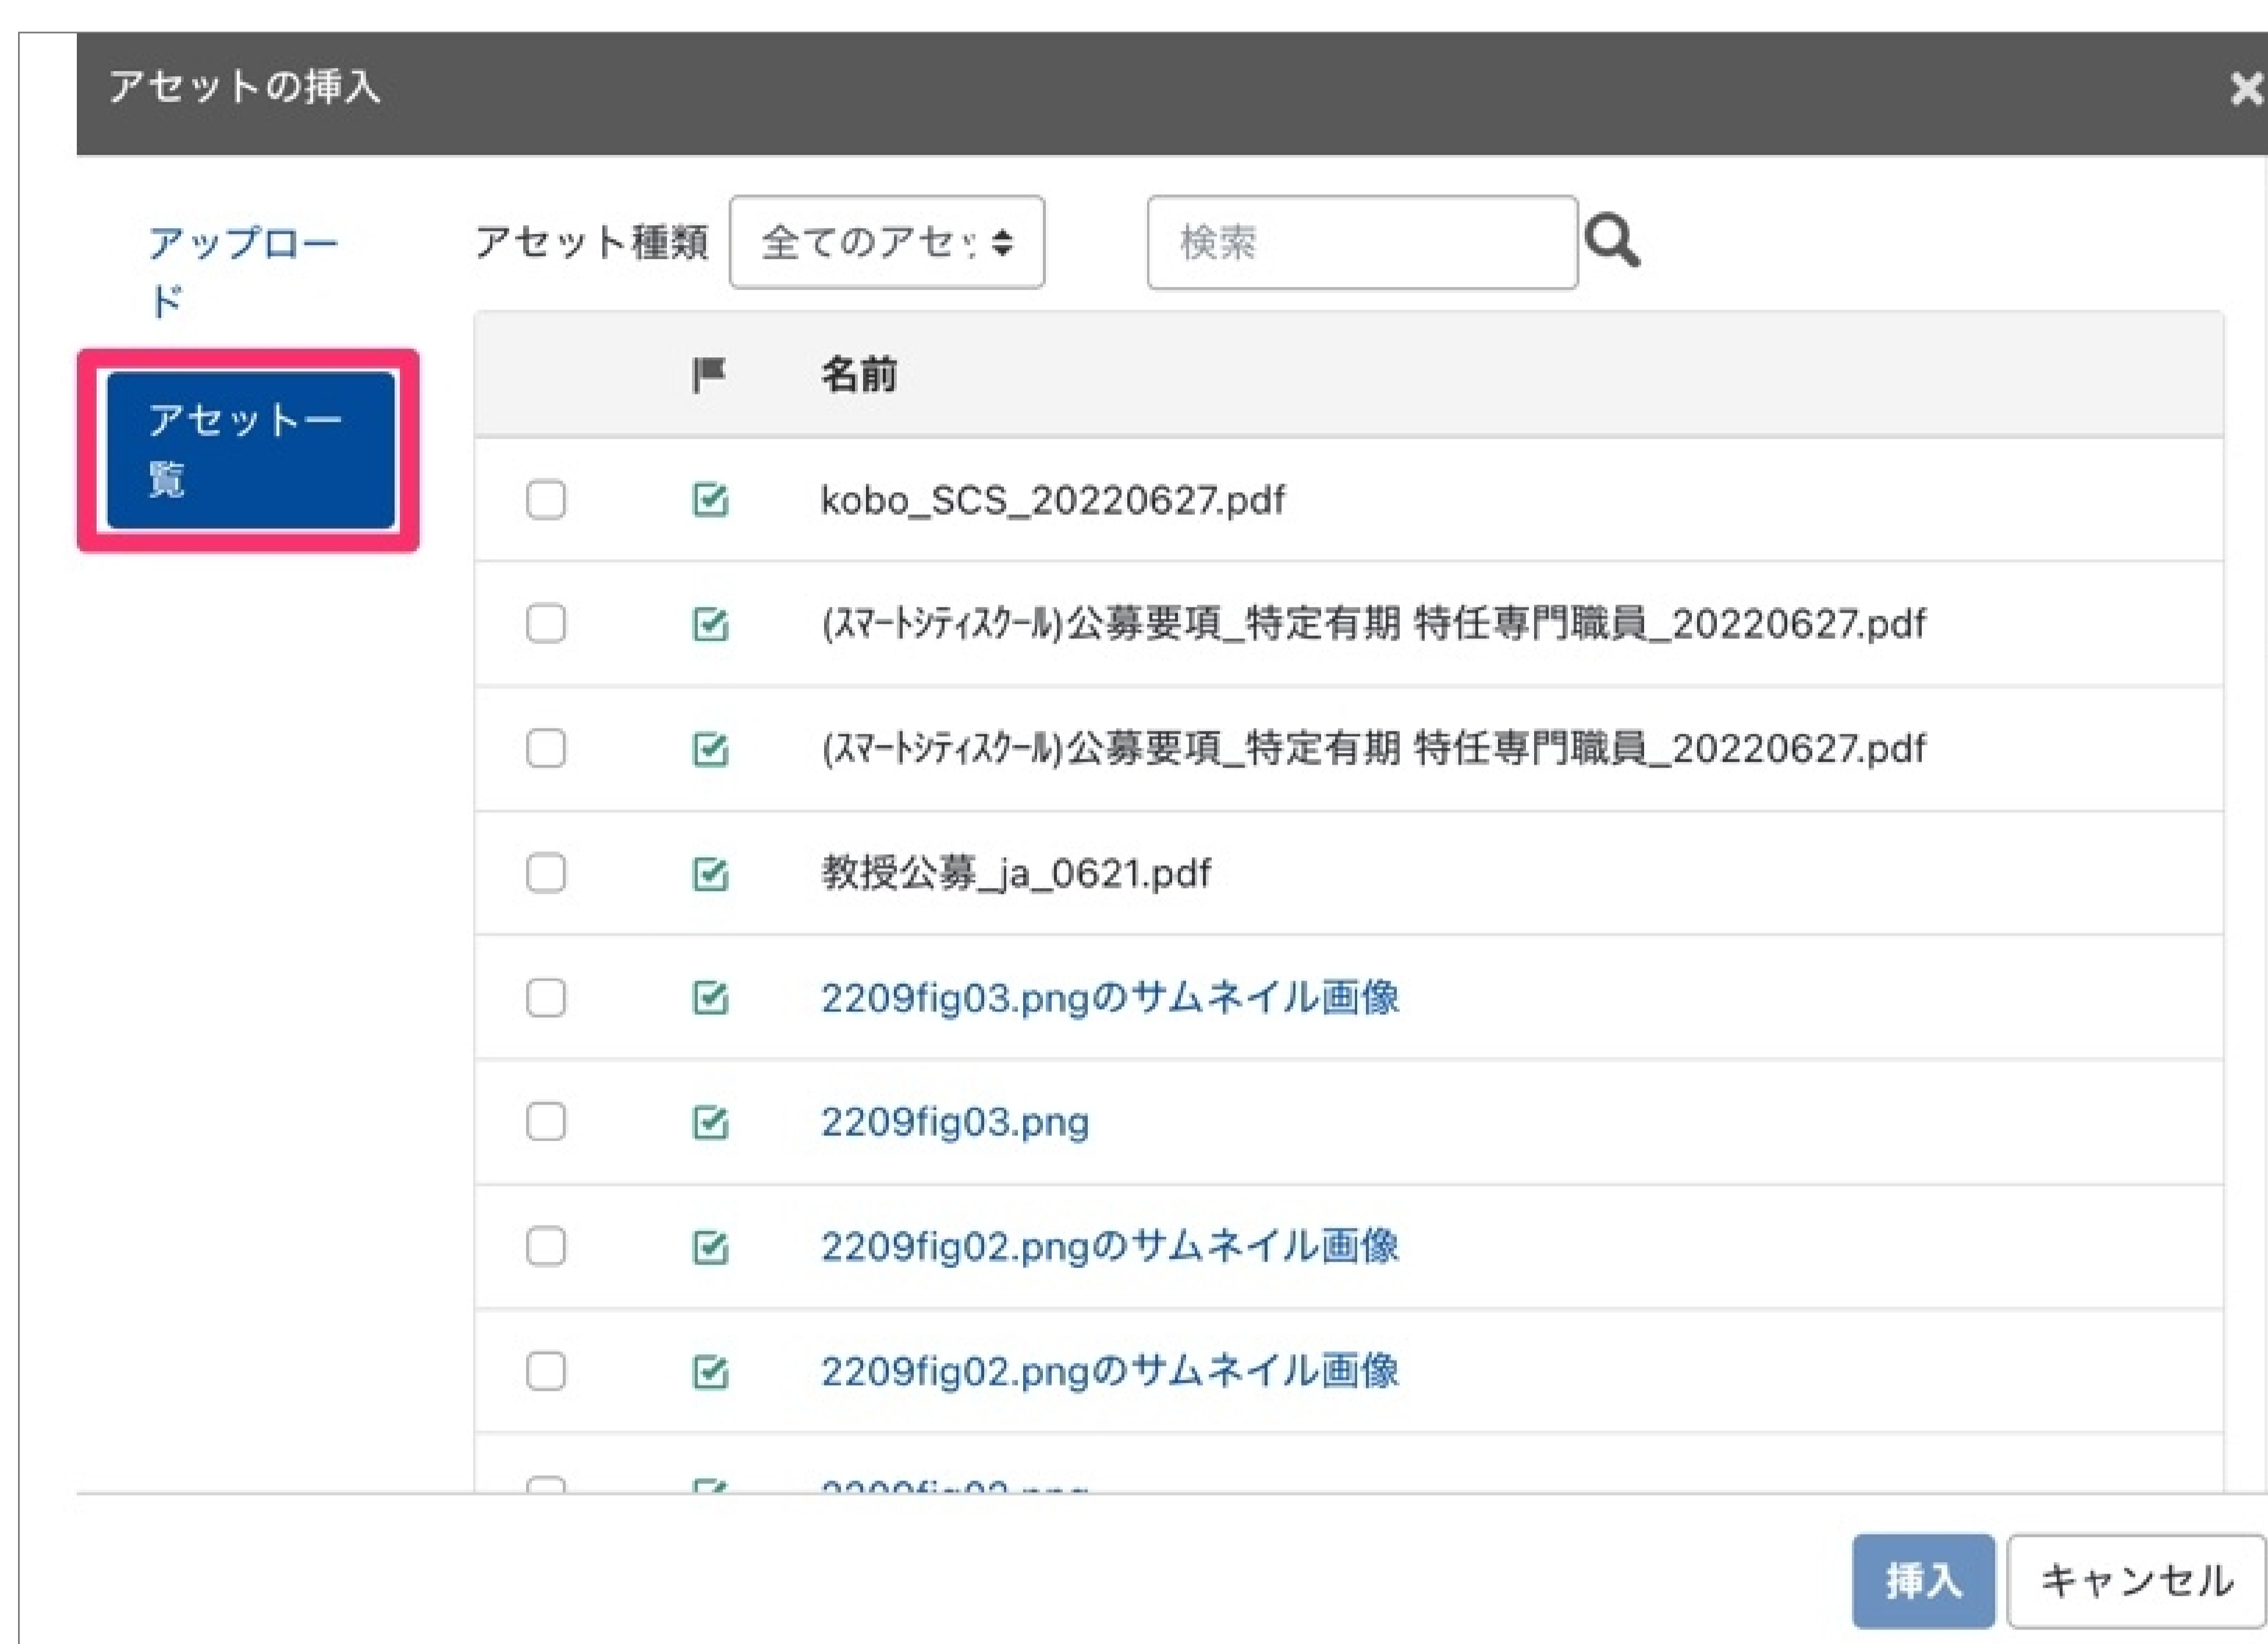 アセットの挿入
アップロー
ド
アセット一
覧
アセット種類
全てのアセッ
検索
名前
kobo_SCS_20220627.pdf
(ｽﾏｰﾄｼﾃｨｽｸｰﾙ)公募要項_特定有期 特任専門職員_20220627.pdf
(ｽﾏｰﾄｼﾃｨｽｸｰﾙ)公募要項_特定有期 特任専門職員_20220627.pdf
教授公募_ja_0621.pdf
2209fig03.pngのサムネイル画像
2209fig03.png
2209fig02.pngのサムネイル画像
2209fig02.pngのサムネイル画像
挿入
キャンセル